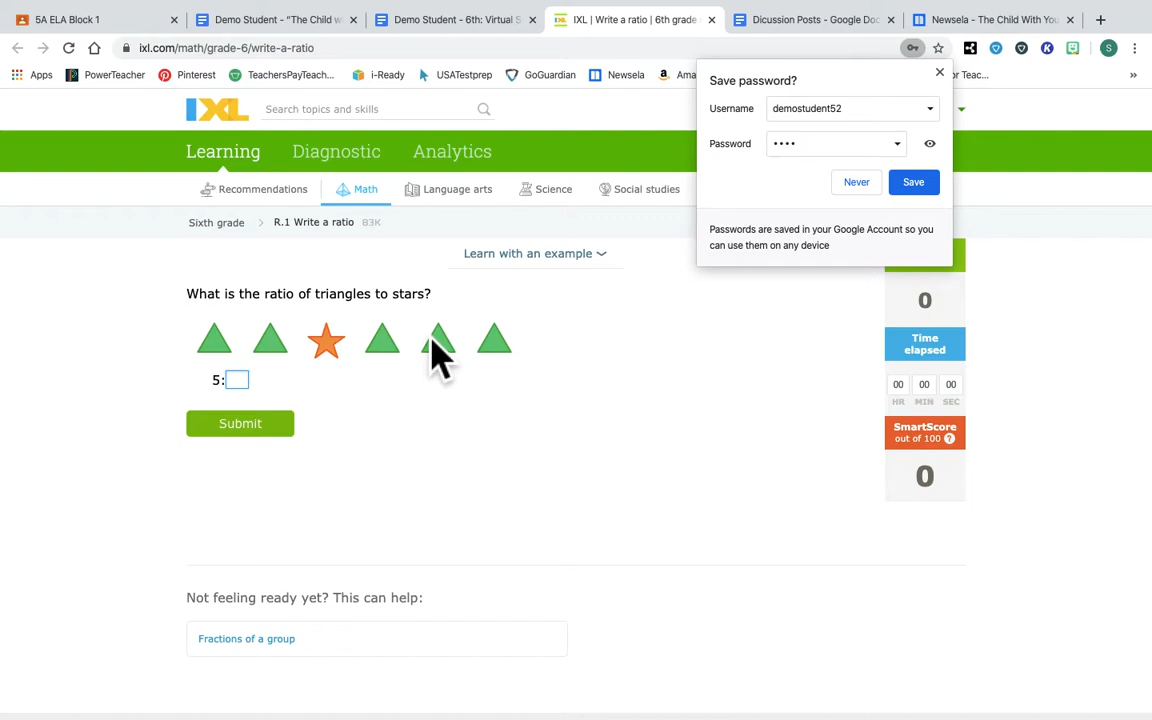 5A ELA Block 1
Demo Student - "The Child w
Demo Student - 6th: Virtual S
IXL | Write a ratio | 6th grade
Dicussion Posts - Google Doc
Newsela - The Child With You
ixl.com/math/grade-6/write-a-ratio
S
Apps
PowerTeacher
Pinterest
TeachersPayTeach...
i-Ready
USATestprep
GoGuardian
Newsela
Ama
or Teac...
Save password?
Username
demostudent52
Password
Never
Save
Passwords are saved in your Google Account so you
can use them on any device
IXL
Search topics and skills
Learning
Diagnostic
Analytics
Recommendations
Math
Language arts
Science
Social studies
Sixth grade
R.1 Write a ratio 83K
Learn with an example
What is the ratio of triangles to stars?
5:
Submit
0
Time
elapsed
00 00 00
HR MIN SEC
SmartScore
out of 100 ?
0
Not feeling ready yet? This can help:
Fractions of a group